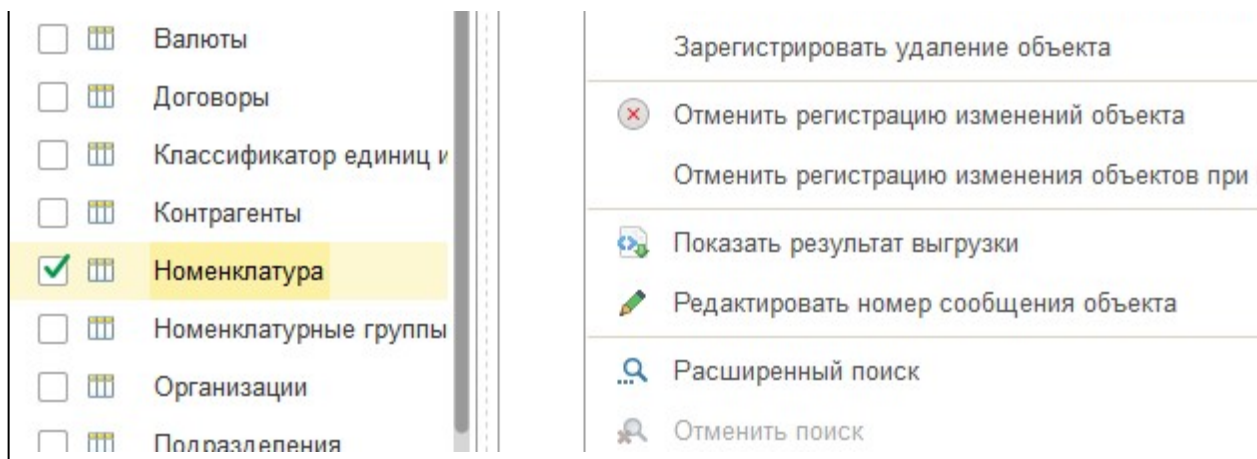 Валюты
Договоры
Классификатор единиц и
Контрагенты
Номенклатура
Номенклатурные группы
Организации
Подразделения
Зарегистрировать удаление объекта
Отменить регистрацию изменений объекта
Отменить регистрацию изменения объектов при
Показать результат выгрузки
Редактировать номер сообщения объекта
Расширенный поиск
Отменить поиск